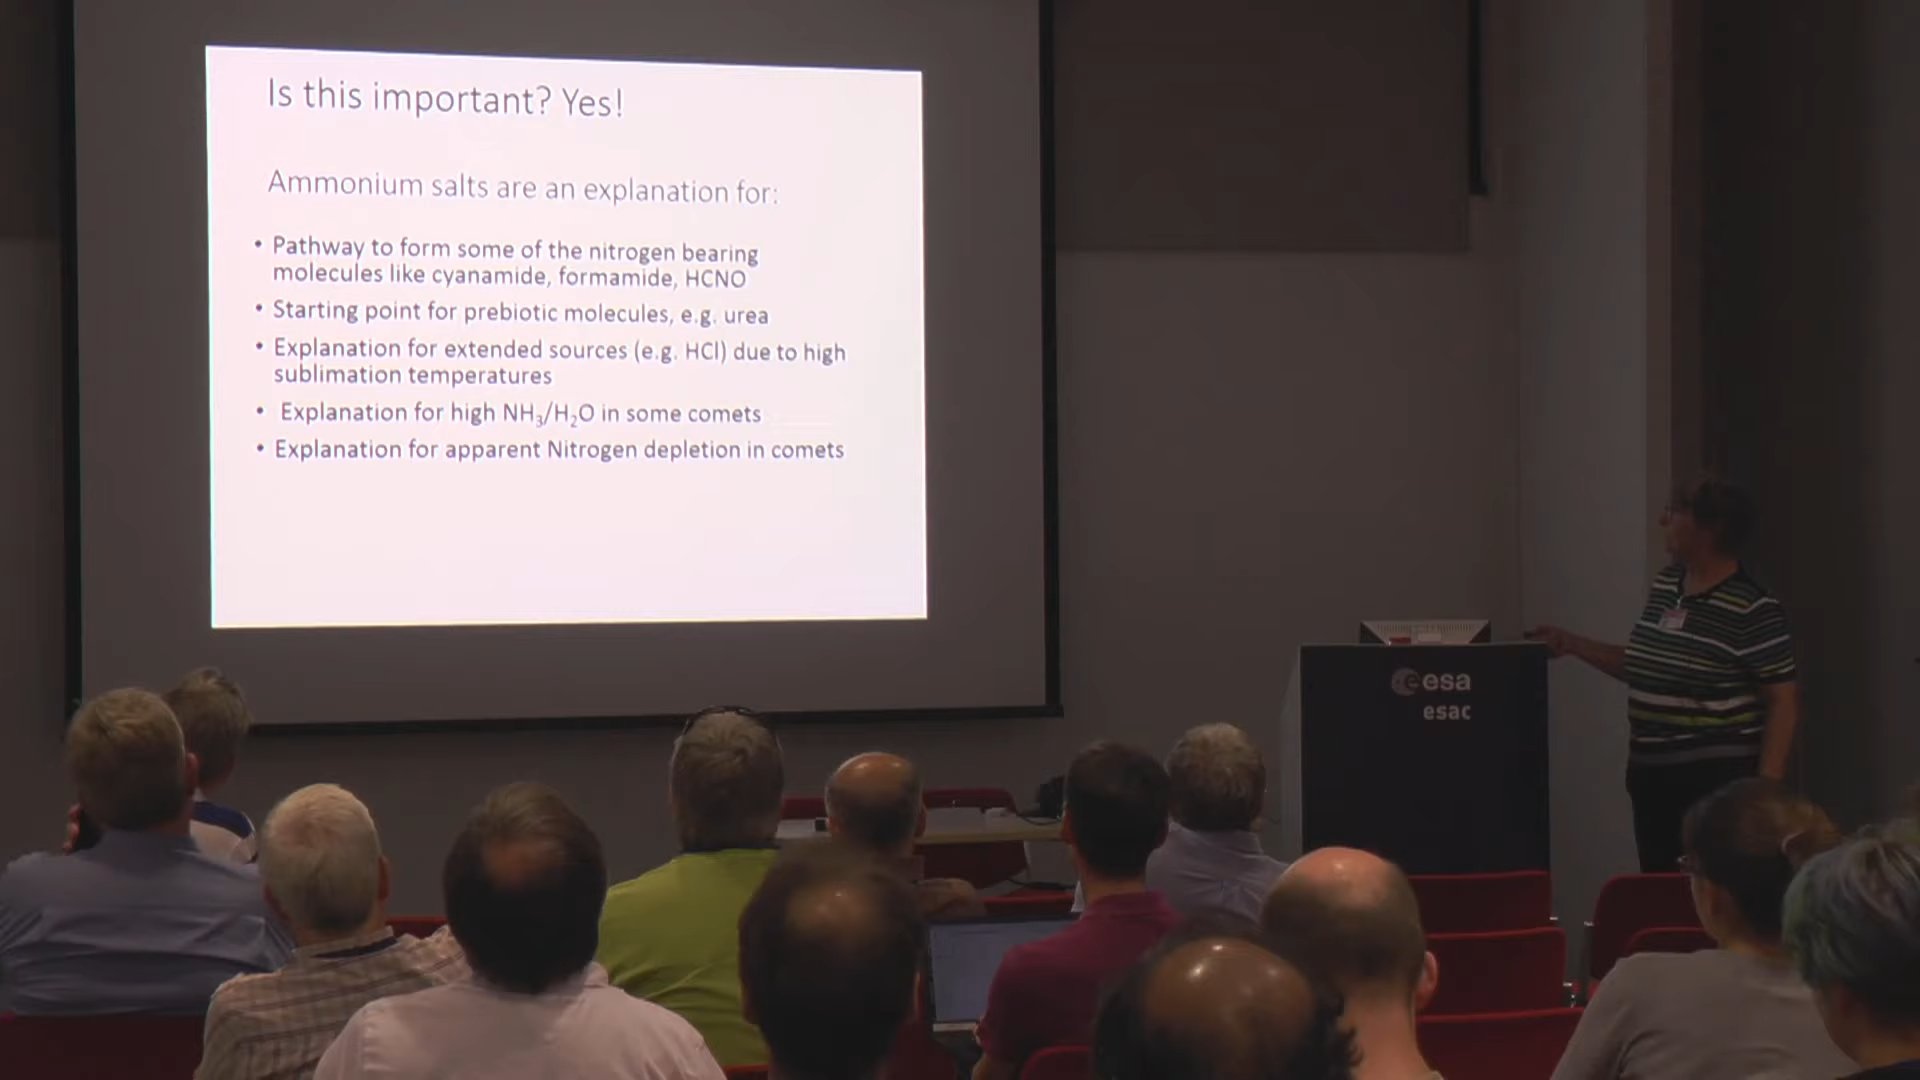 Is this important? Yes!
Ammonium salts are an explanation for:
• Pathway to form some of the nitrogen bearing
molecules like cyanamide, formamide, HCNO
• Starting point for prebiotic molecules, e.g. urea
• Explanation for extended sources (e.g. HCl) due to high
sublimation temperatures
• Explanation for high NH₃/H₂O in some comets
• Explanation for apparent Nitrogen depletion in comets
esa
esac